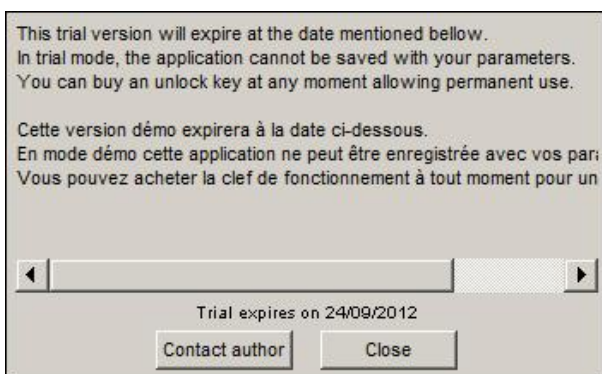 This trial version will expire at the date mentioned bellow.
In trial mode, the application cannot be saved with your parameters.
You can buy an unlock key at any moment allowing permanent use.
Cette version démo expirera à la date ci-dessous.
En mode démo cette application ne peut être enregistrée avec vos
Vous pouvez acheter la clef de fonctionnement à tout moment pour un
Trial expires on 24/09/2012
Contact author
Close